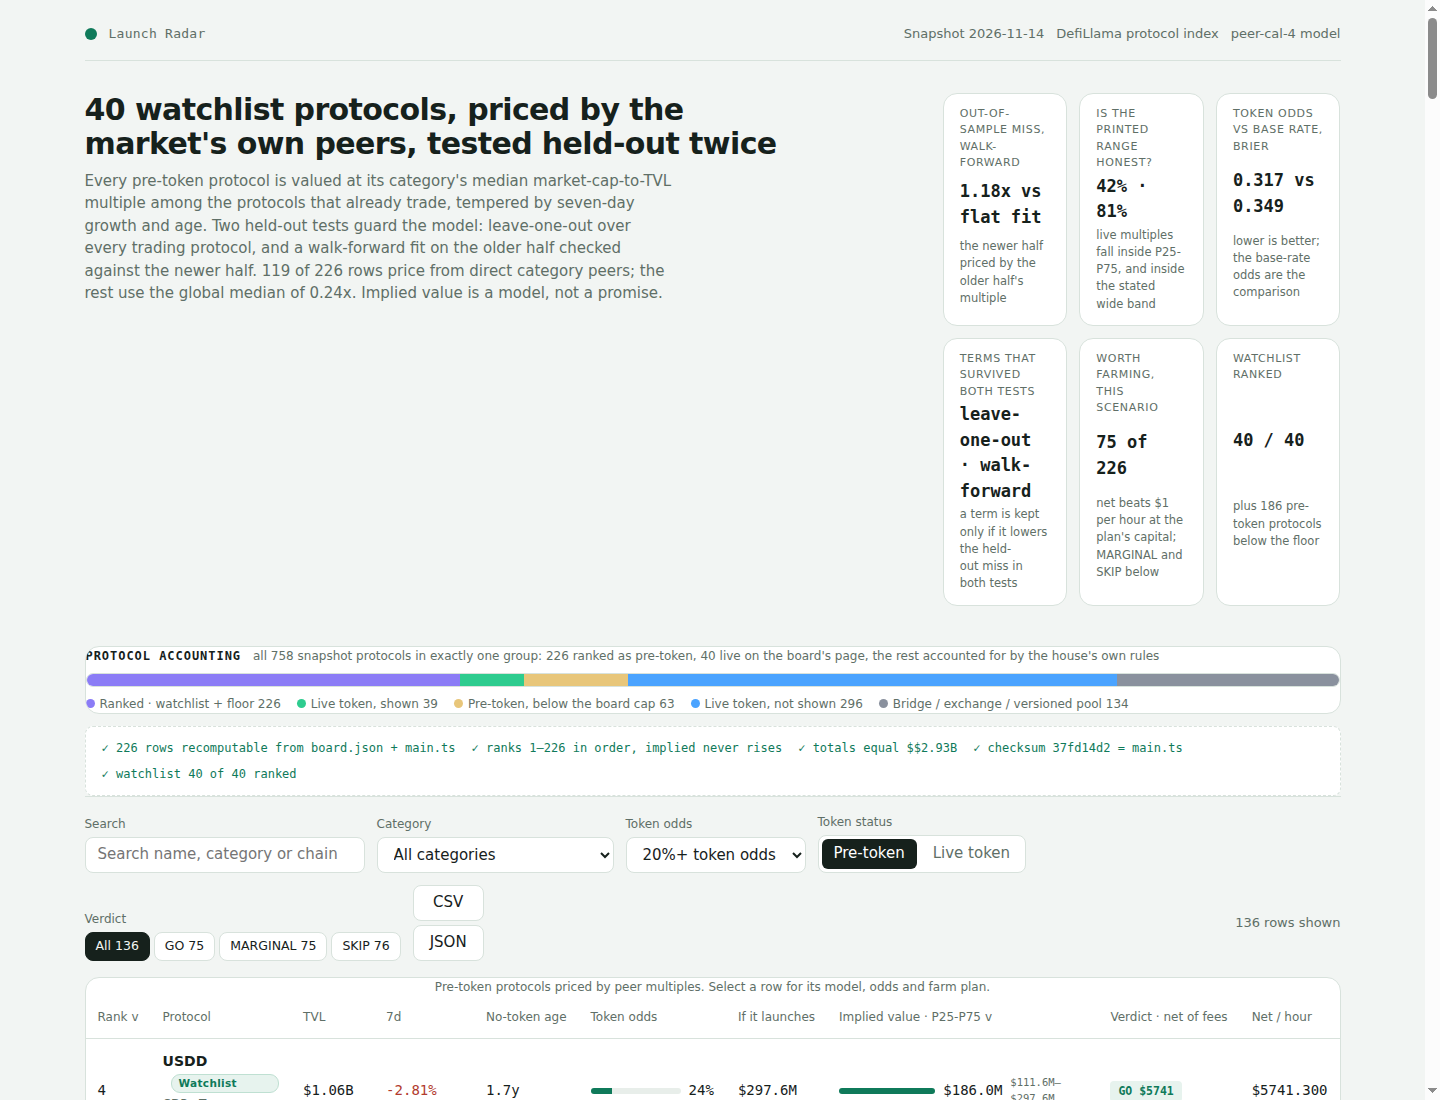 Launch Radar
Snapshot 2026-11-14 DefiLlama protocol index peer-cal-4 model
40 watchlist protocols, priced by the
market's own peers, tested held-out twice
Every pre-token protocol is valued at its category's median market-cap-to-TVL
multiple among the protocols that already trade, tempered by seven-day
growth and age. Two held-out tests guard the model: leave-one-out over
every trading protocol, and a walk-forward fit on the older half checked
against the newer half. 119 of 226 rows price from direct category peers; the
rest use the global median of 0.24x. Implied value is a model, not a promise.
OUT-OF-
SAMPLE MISS,
WALK-
FORWARD
1.18x vs
flat fit
the newer half
priced by the
older half's
multiple
IS THE
PRINTED
RANGE
HONEST?
42% ·
81%
live multiples
fall inside P25-
P75, and inside
the stated
wide band
TOKEN ODDS
VS BASE RATE,
BRIER
0.317 vs
0.349
lower is better;
the base-rate
odds are the
comparison
TERMS THAT
SURVIVED
BOTH TESTS
leave-
one-out
· walk-
forward
a term is kept
only if it lowers
the held-
out miss in
both tests
WORTH
FARMING,
THIS
SCENARIO
75 of
226
net beats $1
per hour at the
plan's capital;
MARGINAL and
SKIP below
WATCHLIST
RANKED
40 / 40
plus 186 pre-
token protocols
below the floor
PROTOCOL ACCOUNTING all 758 snapshot protocols in exactly one group: 226 ranked as pre-token, 40 live on the board's page, the rest accounted for by the house's own rules
Ranked · watchlist + floor 226 Live token, shown 39 Pre-token, below the board cap 63 Live token, not shown 296 Bridge / exchange / versioned pool 134
✓ 226 rows recomputable from board.json + main.ts ✓ ranks 1–226 in order, implied never rises ✓ totals equal $$2.93B ✓ checksum 37fd14d2 = main.ts
✓ watchlist 40 of 40 ranked
Search Category Token odds Token status
Search name, category or chain All categories 20%+ token odds Pre-token Live token
CSV
Verdict 136 rows shown
All 136 GO 75 MARGINAL 75 SKIP 76 JSON
Pre-token protocols priced by peer multiples. Select a row for its model, odds and farm plan.
Rank v Protocol TVL 7d No-token age Token odds If it launches Implied value · P25-P75 v Verdict · net of fees Net / hour
USDD
Watchlist
4 $1.06B -2.81% 1.7y 24% $297.6M $186.0M $111.6M–
$297.6M GO $5741 $5741.300